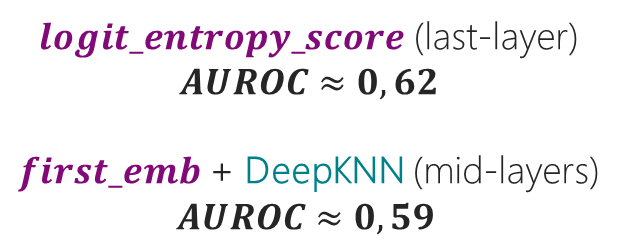 logit_entropy_score (last-layer)
AUROC ≈ 0,62
first_emb + DeepKNN (mid-layers)
AUROC ≈ 0,59